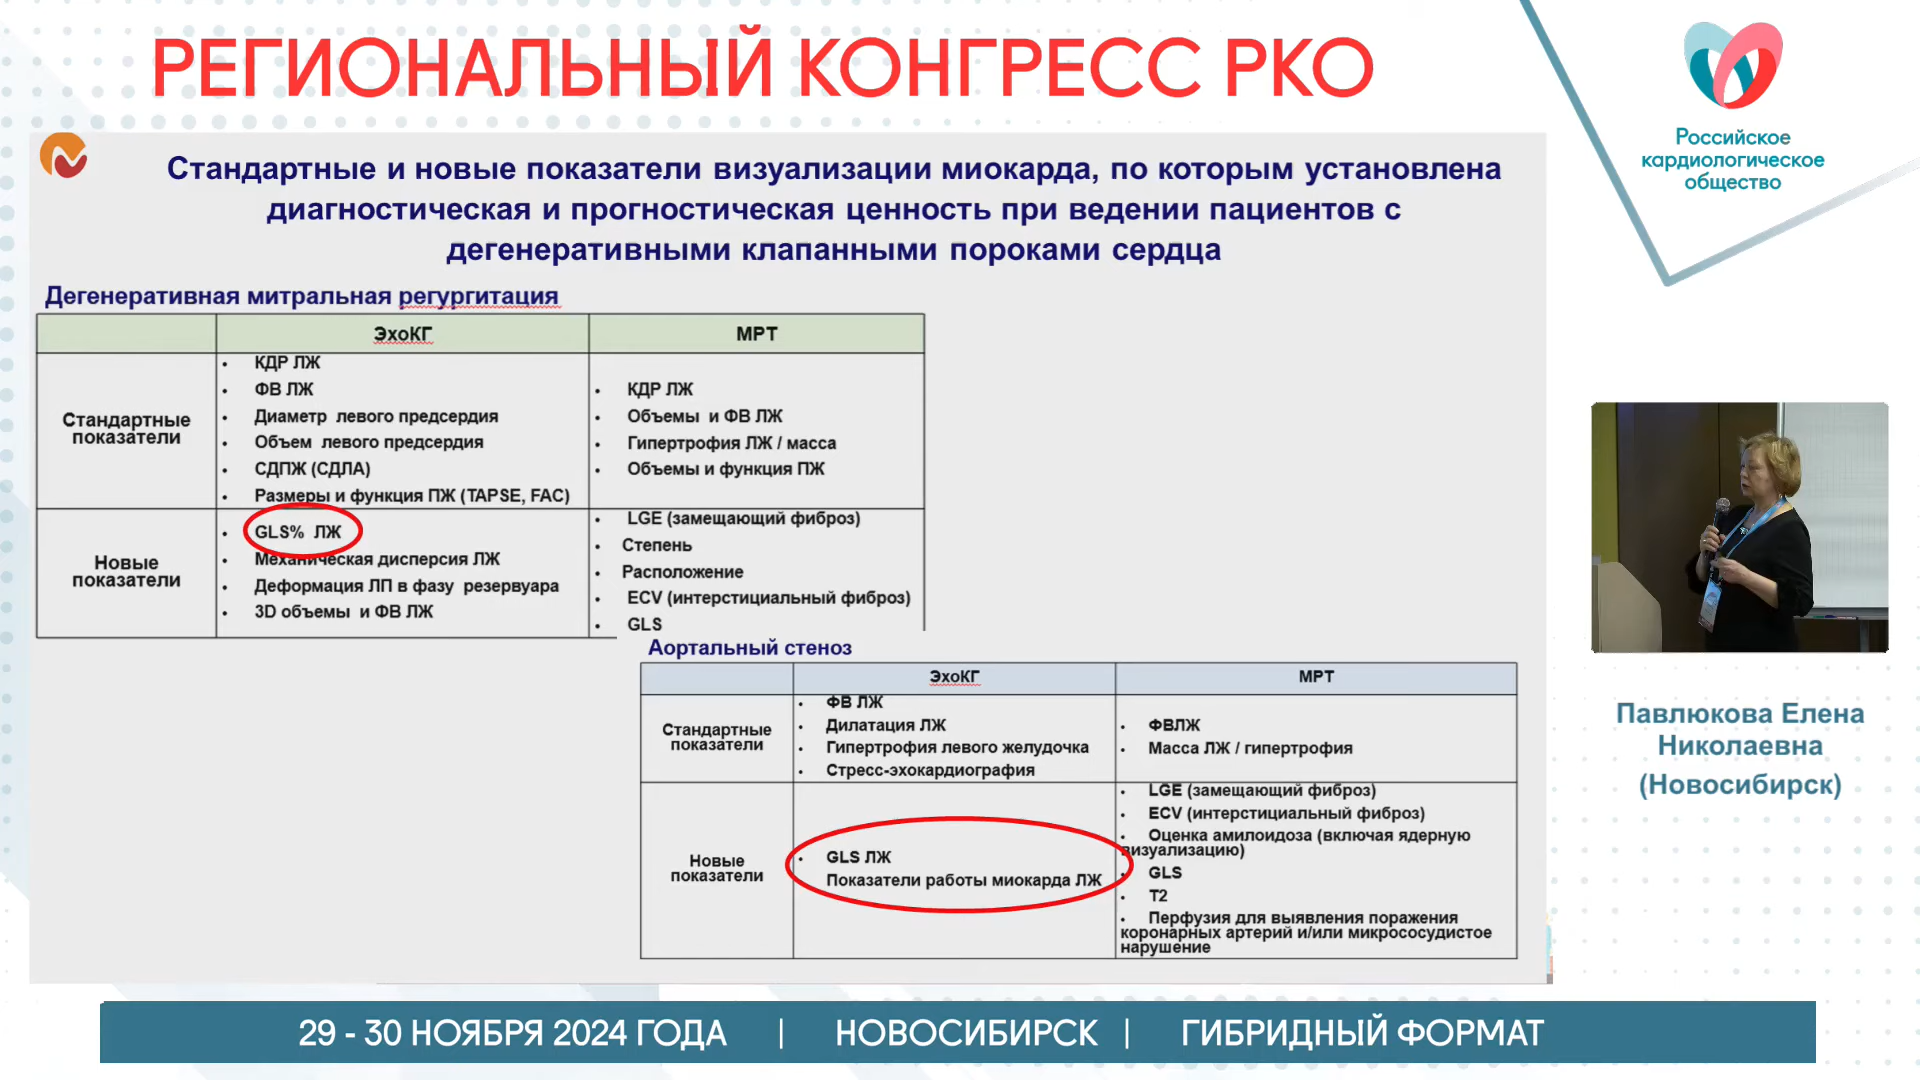 РЕГИОНАЛЬНЫЙ КОНГРЕСС РКО
Российское
кардиологическое
общество
Стандартные и новые показатели визуализации миокарда, по которым установлена
диагностическая и прогностическая ценность при ведении пациентов с
дегенеративными клапанными пороками сердца
Дегенеративная митральная регургитация
ЭхоКГ
МРТ
Стандартные
показатели
• КДР ЛЖ
• ФВ ЛЖ
• Диаметр левого предсердия
• Объем левого предсердия
• СДПЖ (СДЛА)
• Размеры и функция ПЖ (TAPSE, FAC)
• КДР ЛЖ
• Объемы и ФВ ЛЖ
• Гипертрофия ЛЖ / масса
• Объемы и функция ПЖ
Новые
показатели
• GLS% ЛЖ
• Механическая дисперсия ЛЖ
• Деформация ЛП в фазу резервуара
• 3D объемы и ФВ ЛЖ
• LGE (замещающий фиброз)
• Степень
• Расположение
• ECV (интерстициальный фиброз)
• GLS
Аортальный стеноз
ЭхоКГ
МРТ
Стандартные
показатели
• ФВ ЛЖ
• Дилатация ЛЖ
• Гипертрофия левого желудочка
• Стресс-эхокардиография
• ФВЛЖ
• Масса ЛЖ / гипертрофия
Новые
показатели
• GLS ЛЖ
Показатели работы миокарда ЛЖ
• LGE (замещающий фиброз)
• ECV (интерстициальный фиброз)
• Оценка амилоидоза (включая ядерную
визуализацию)
• GLS
• T2
• Перфузия для выявления поражения
коронарных артерий и/или микрососудистое
нарушение
Павлюкова Елена
Николаевна
(Новосибирск)
29 - 30 НОЯБРЯ 2024 ГОДА | НОВОСИБИРСК | ГИБРИДНЫЙ ФОРМАТ